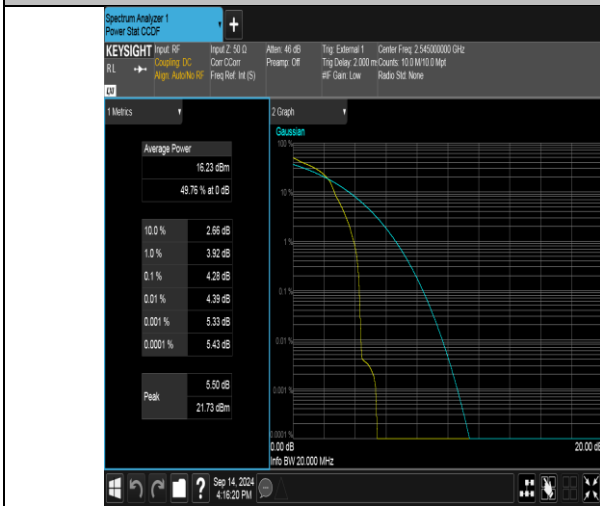 Spectrum Analyzer 1
Power Stat CCDF
+
KEYSIGHT Input: RF Input Z: 50 Ω Atten: 46 dB Trig: External 1 Center Freq: 2.545000000 GHz
RL Coupling: DC Corr CCorr Preamp: Off Trig Delay: 2.000 m Counts: 10.0 M/10.0 Mpt
Align: Auto/No RF Freq Ref: Int (S) #IF Gain: Low Radio Std: None
1 Metrics
2 Graph
Average Power
16.23 dBm
49.76 % at 0 dB
10.0 % 2.66 dB
1.0 % 3.92 dB
0.1 % 4.28 dB
0.01 % 4.39 dB
0.001 % 5.33 dB
0.0001 % 5.43 dB
Peak 5.50 dB
21.73 dBm
Gaussian
100 %
10 %
1 %
0.1 %
0.01 %
0.001 %
0.0001 %
0.00 dB 20.00 dB
Info BW 20.000 MHz
? Sep 14, 2024
4:16:20 PM